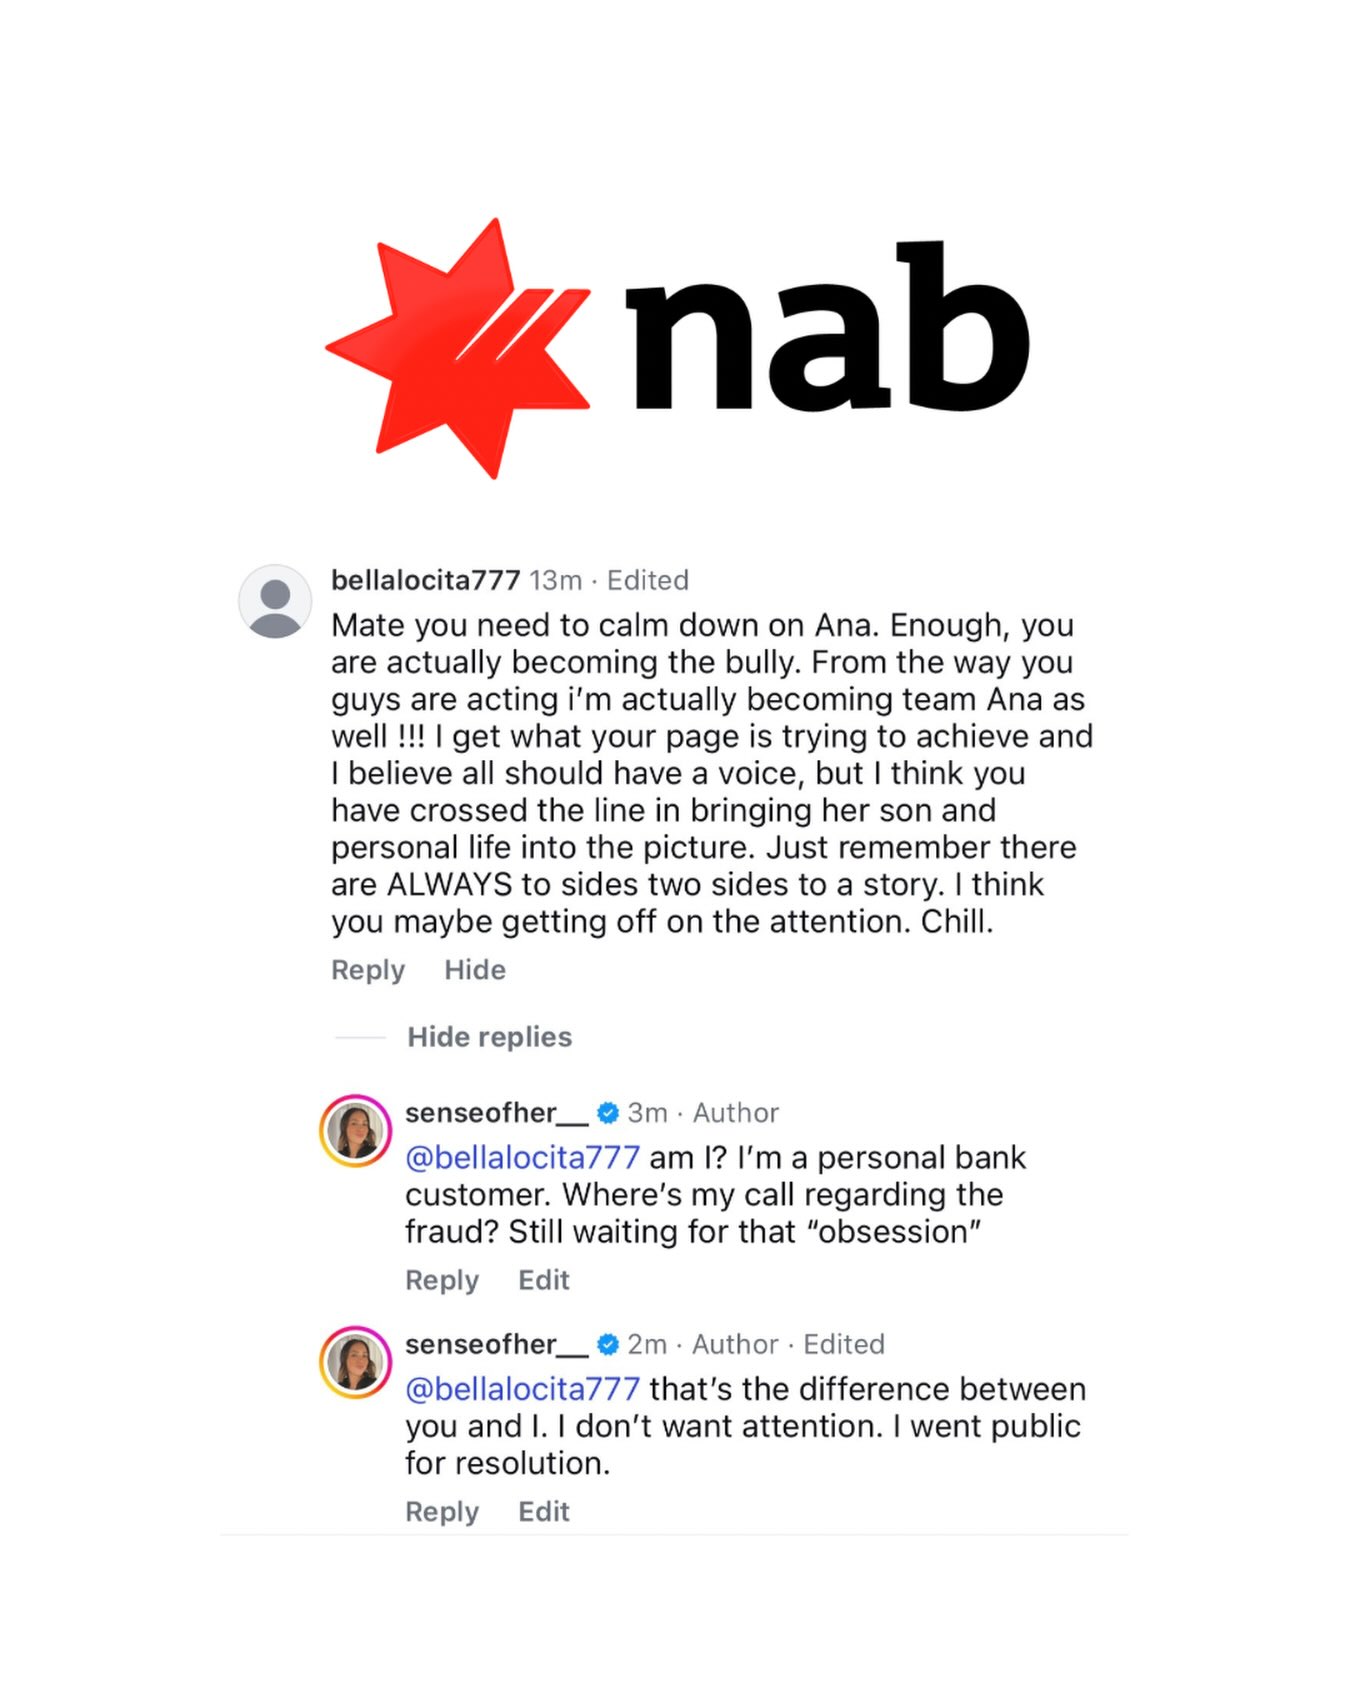 nab
bellalocita777 13m · Edited
Mate you need to calm down on Ana. Enough, you
are actually becoming the bully. From the way you
guys are acting i’m actually becoming team Ana as
well !!! I get what your page is trying to achieve and
I believe all should have a voice, but I think you
have crossed the line in bringing her son and
personal life into the picture. Just remember there
are ALWAYS to sides two sides to a story. I think
you maybe getting off on the attention. Chill.
Reply Hide
Hide replies
senseofher__ 3m · Author
@bellalocita777 am I? I’m a personal bank
customer. Where’s my call regarding the
fraud? Still waiting for that “obsession”
Reply Edit
senseofher__ 2m · Author · Edited
@bellalocita777 that’s the difference between
you and I. I don’t want attention. I went public
for resolution.
Reply Edit